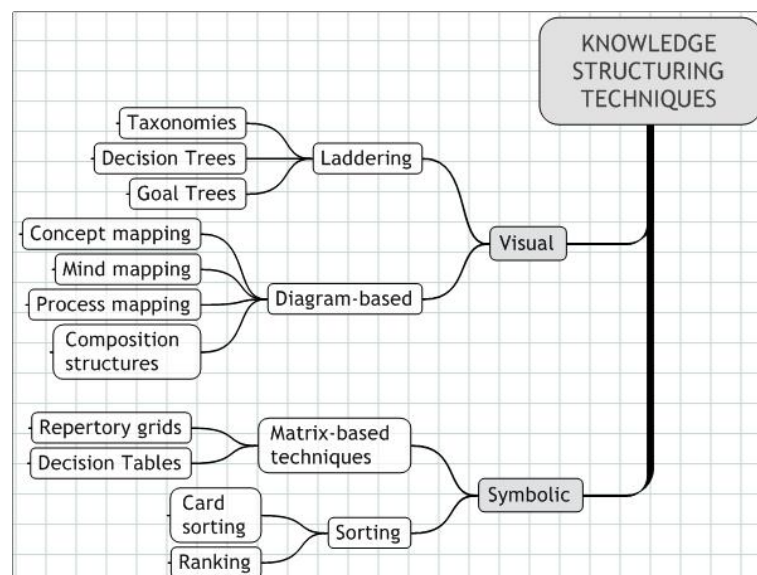 KNOWLEDGE
STRUCTURING
TECHNIQUES
Visual
Laddering
Taxonomies
Decision Trees
Goal Trees
Diagram-based
Concept mapping
Mind mapping
Process mapping
Composition
structures
Symbolic
Matrix-based
techniques
Repertory grids
Decision Tables
Sorting
Card
sorting
Ranking